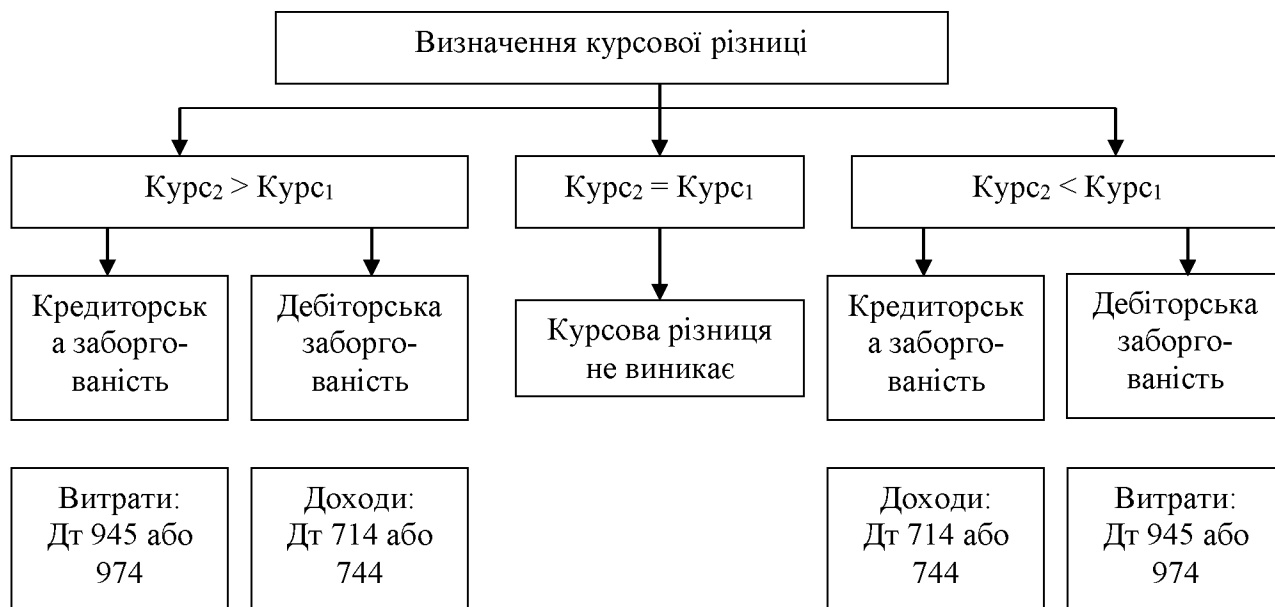 Визначення курсової різниці
Курс₂ > Курс₁
Курс₂ = Курс₁
Курс₂ < Курс₁
Кредиторськ
а заборго-
ваність
Дебіторська
заборго-
ваність
Курсова різниця
не виникає
Кредиторськ
а заборго-
ваність
Дебіторська
заборго-
ваність
Витрати:
Дт 945 або
974
Доходи:
Дт 714 або
744
Доходи:
Дт 714 або
744
Витрати:
Дт 945 або
974